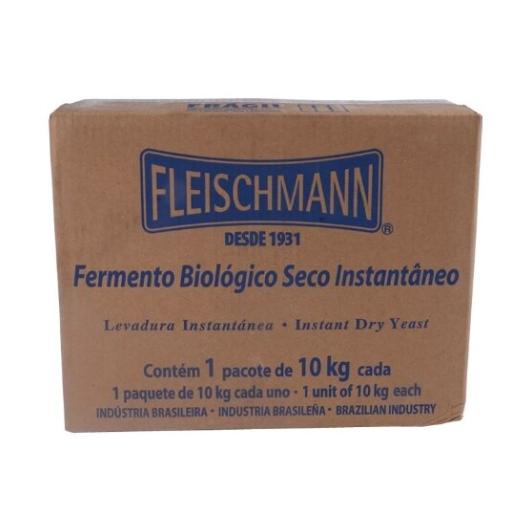 FRÁGIL
FLEISCHMANN®
DESDE 1931
Fermento Biológico Seco Instantâneo
Levadura Instantánea • Instant Dry Yeast
Contém 1 pacote de 10 kg cada
1 paquete de 10 kg cada uno • 1 unit of 10 kg each
INDÚSTRIA BRASILEIRA • INDUSTRIA BRASILEÑA • BRAZILIAN INDUSTRY